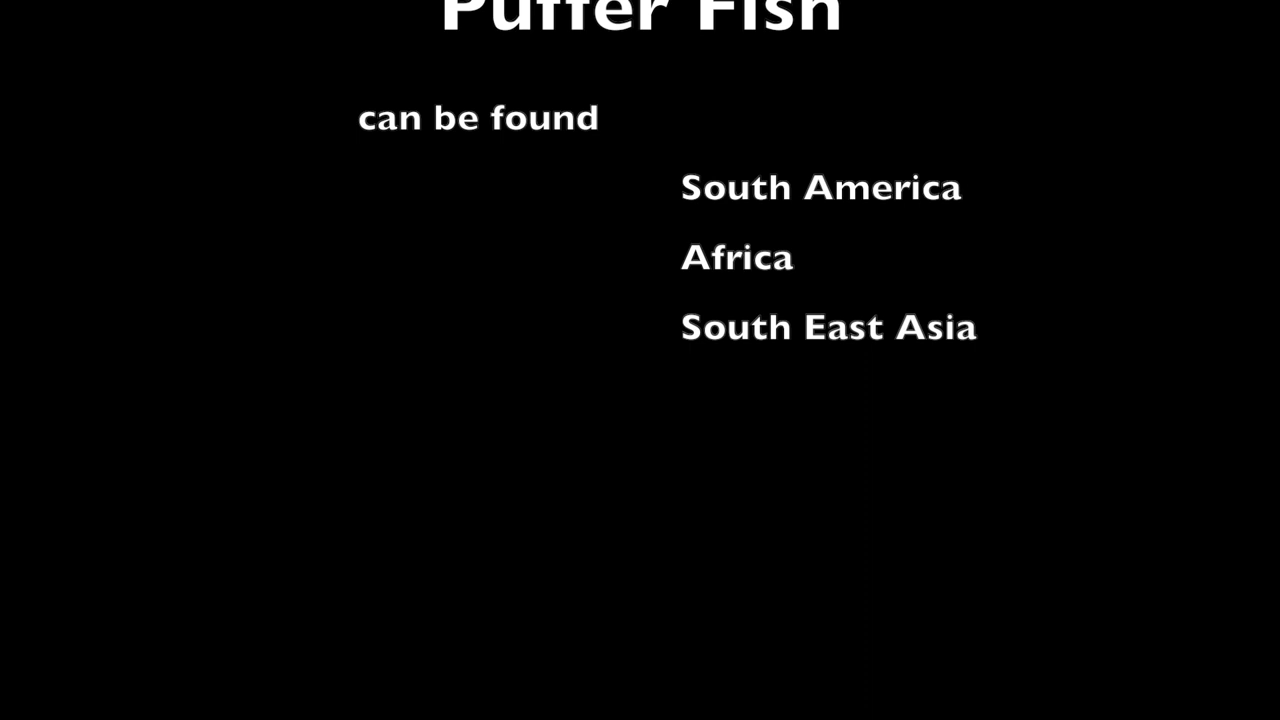 Puffer Fish
can be found
South America
Africa
South East Asia